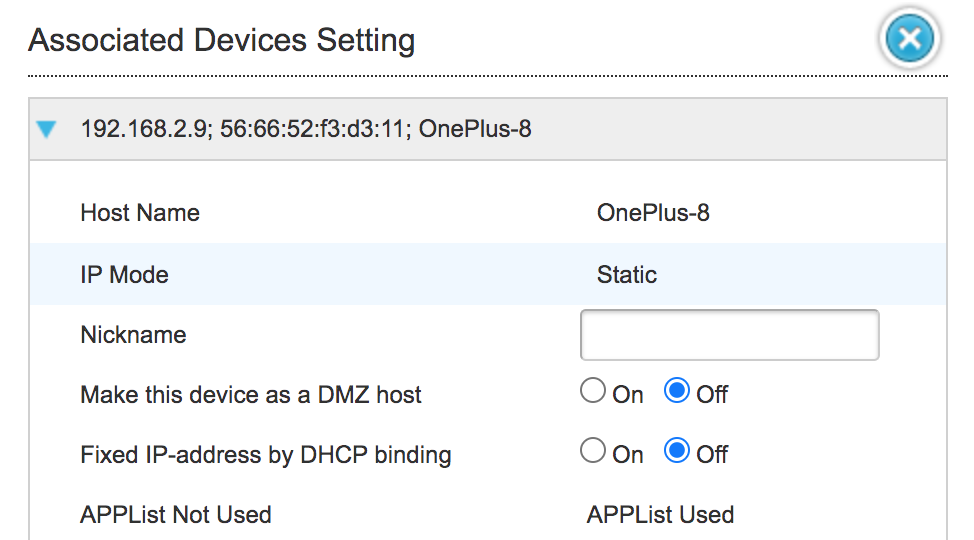 Associated Devices Setting
192.168.2.9; 56:66:52:f3:d3:11; OnePlus-8
Host Name OnePlus-8
IP Mode Static
Nickname
Make this device as a DMZ host On Off
Fixed IP-address by DHCP binding On Off
APPList Not Used APPList Used